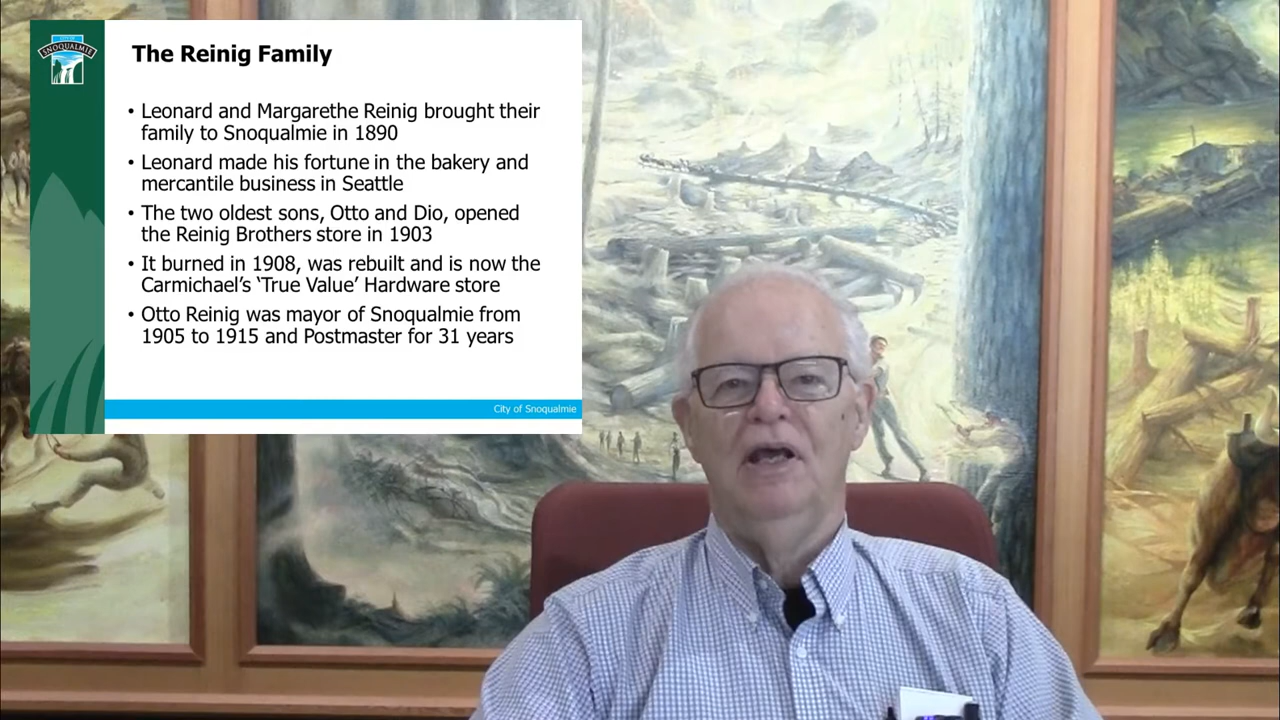 SNOQUALMIE
The Reinig Family
• Leonard and Margarethe Reinig brought their
family to Snoqualmie in 1890
• Leonard made his fortune in the bakery and
mercantile business in Seattle
• The two oldest sons, Otto and Dio, opened
the Reinig Brothers store in 1903
• It burned in 1908, was rebuilt and is now the
Carmichael's ‘True Value’ Hardware store
• Otto Reinig was mayor of Snoqualmie from
1905 to 1915 and Postmaster for 31 years
City of Snoqualmie